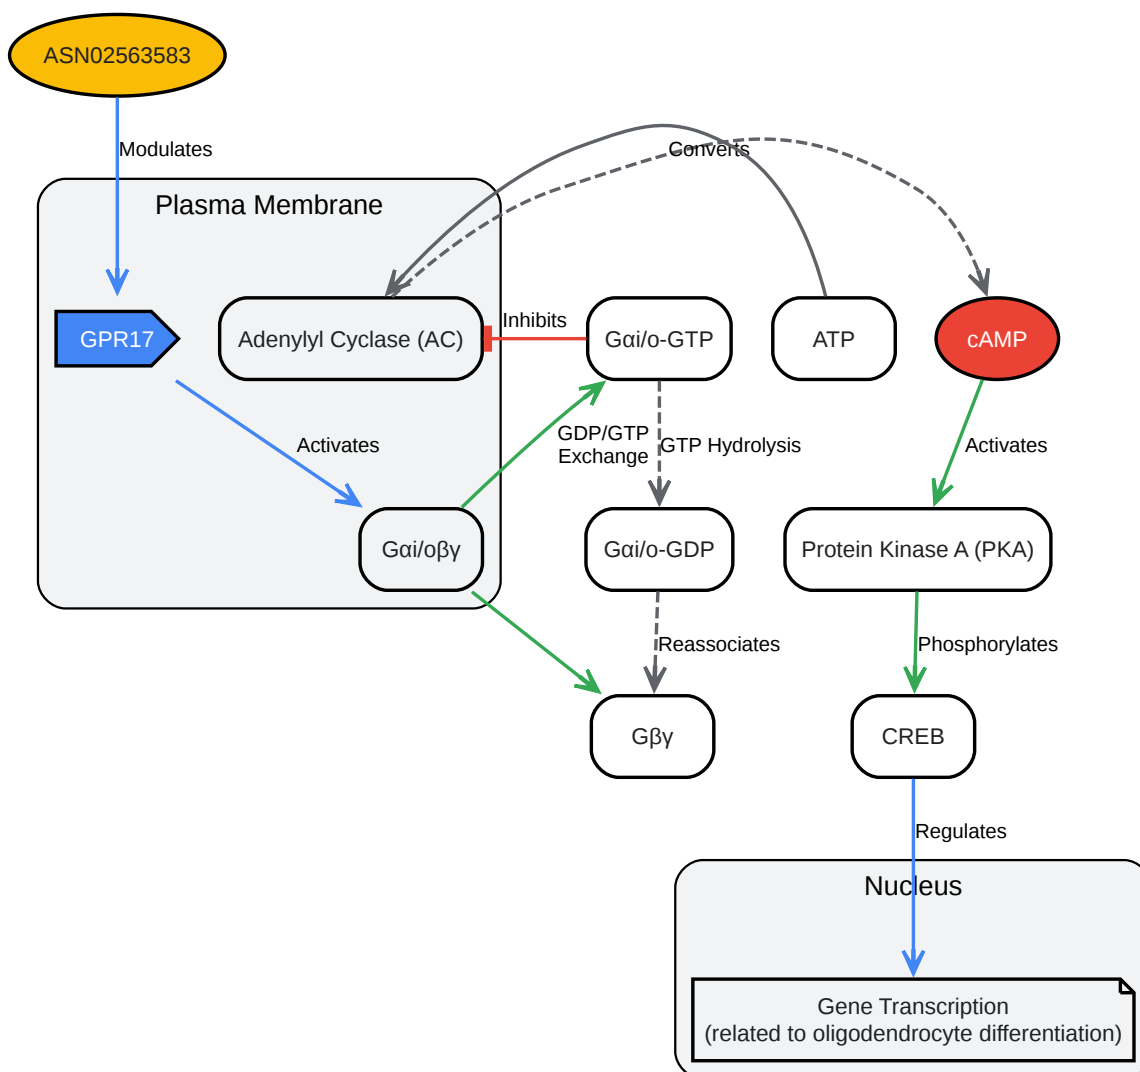 ASN02563583
Modulates
Converts
Plasma Membrane
Inhibits
GPR17
Adenylyl Cyclase (AC)
Gαi/o-GTP
ATP
cAMP
Activates
GDP/GTP
Exchange
GTP Hydrolysis
Activates
Gαi/oβγ
Gαi/o-GDP
Protein Kinase A (PKA)
Reassociates
Phosphorylates
Gβγ
CREB
Regulates
Nucleus
Gene Transcription
(related to oligodendrocyte differentiation)